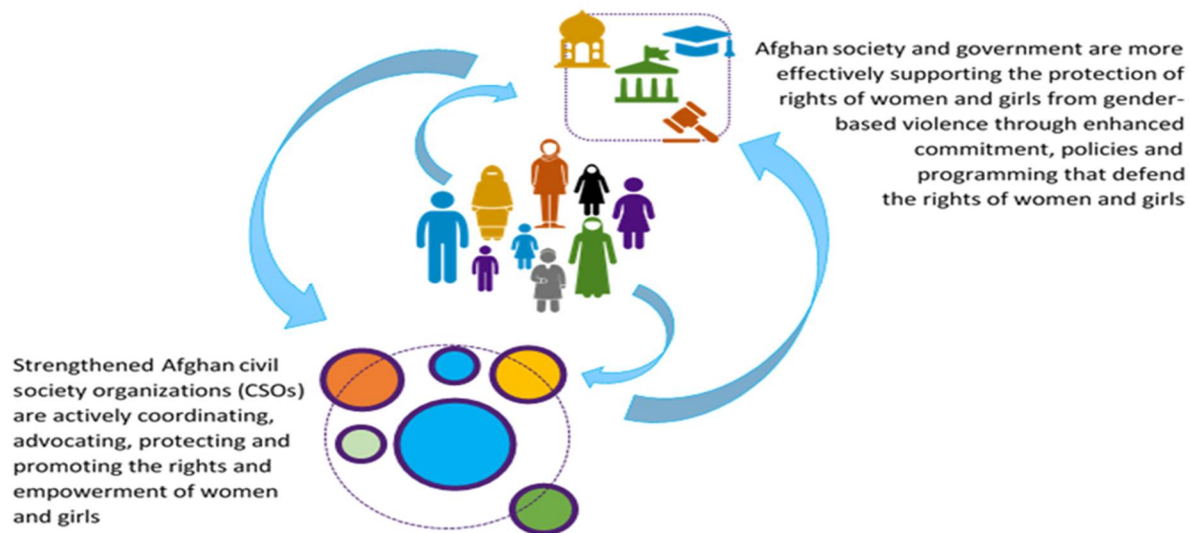 Afghan society and government are more
effectively supporting the protection of
rights of women and girls from gender-
based violence through enhanced
commitment, policies and
programming that defend
the rights of women and girls
Strengthened Afghan civil
society organizations (CSOs)
are actively coordinating,
advocating, protecting and
promoting the rights and
empowerment of women
and girls